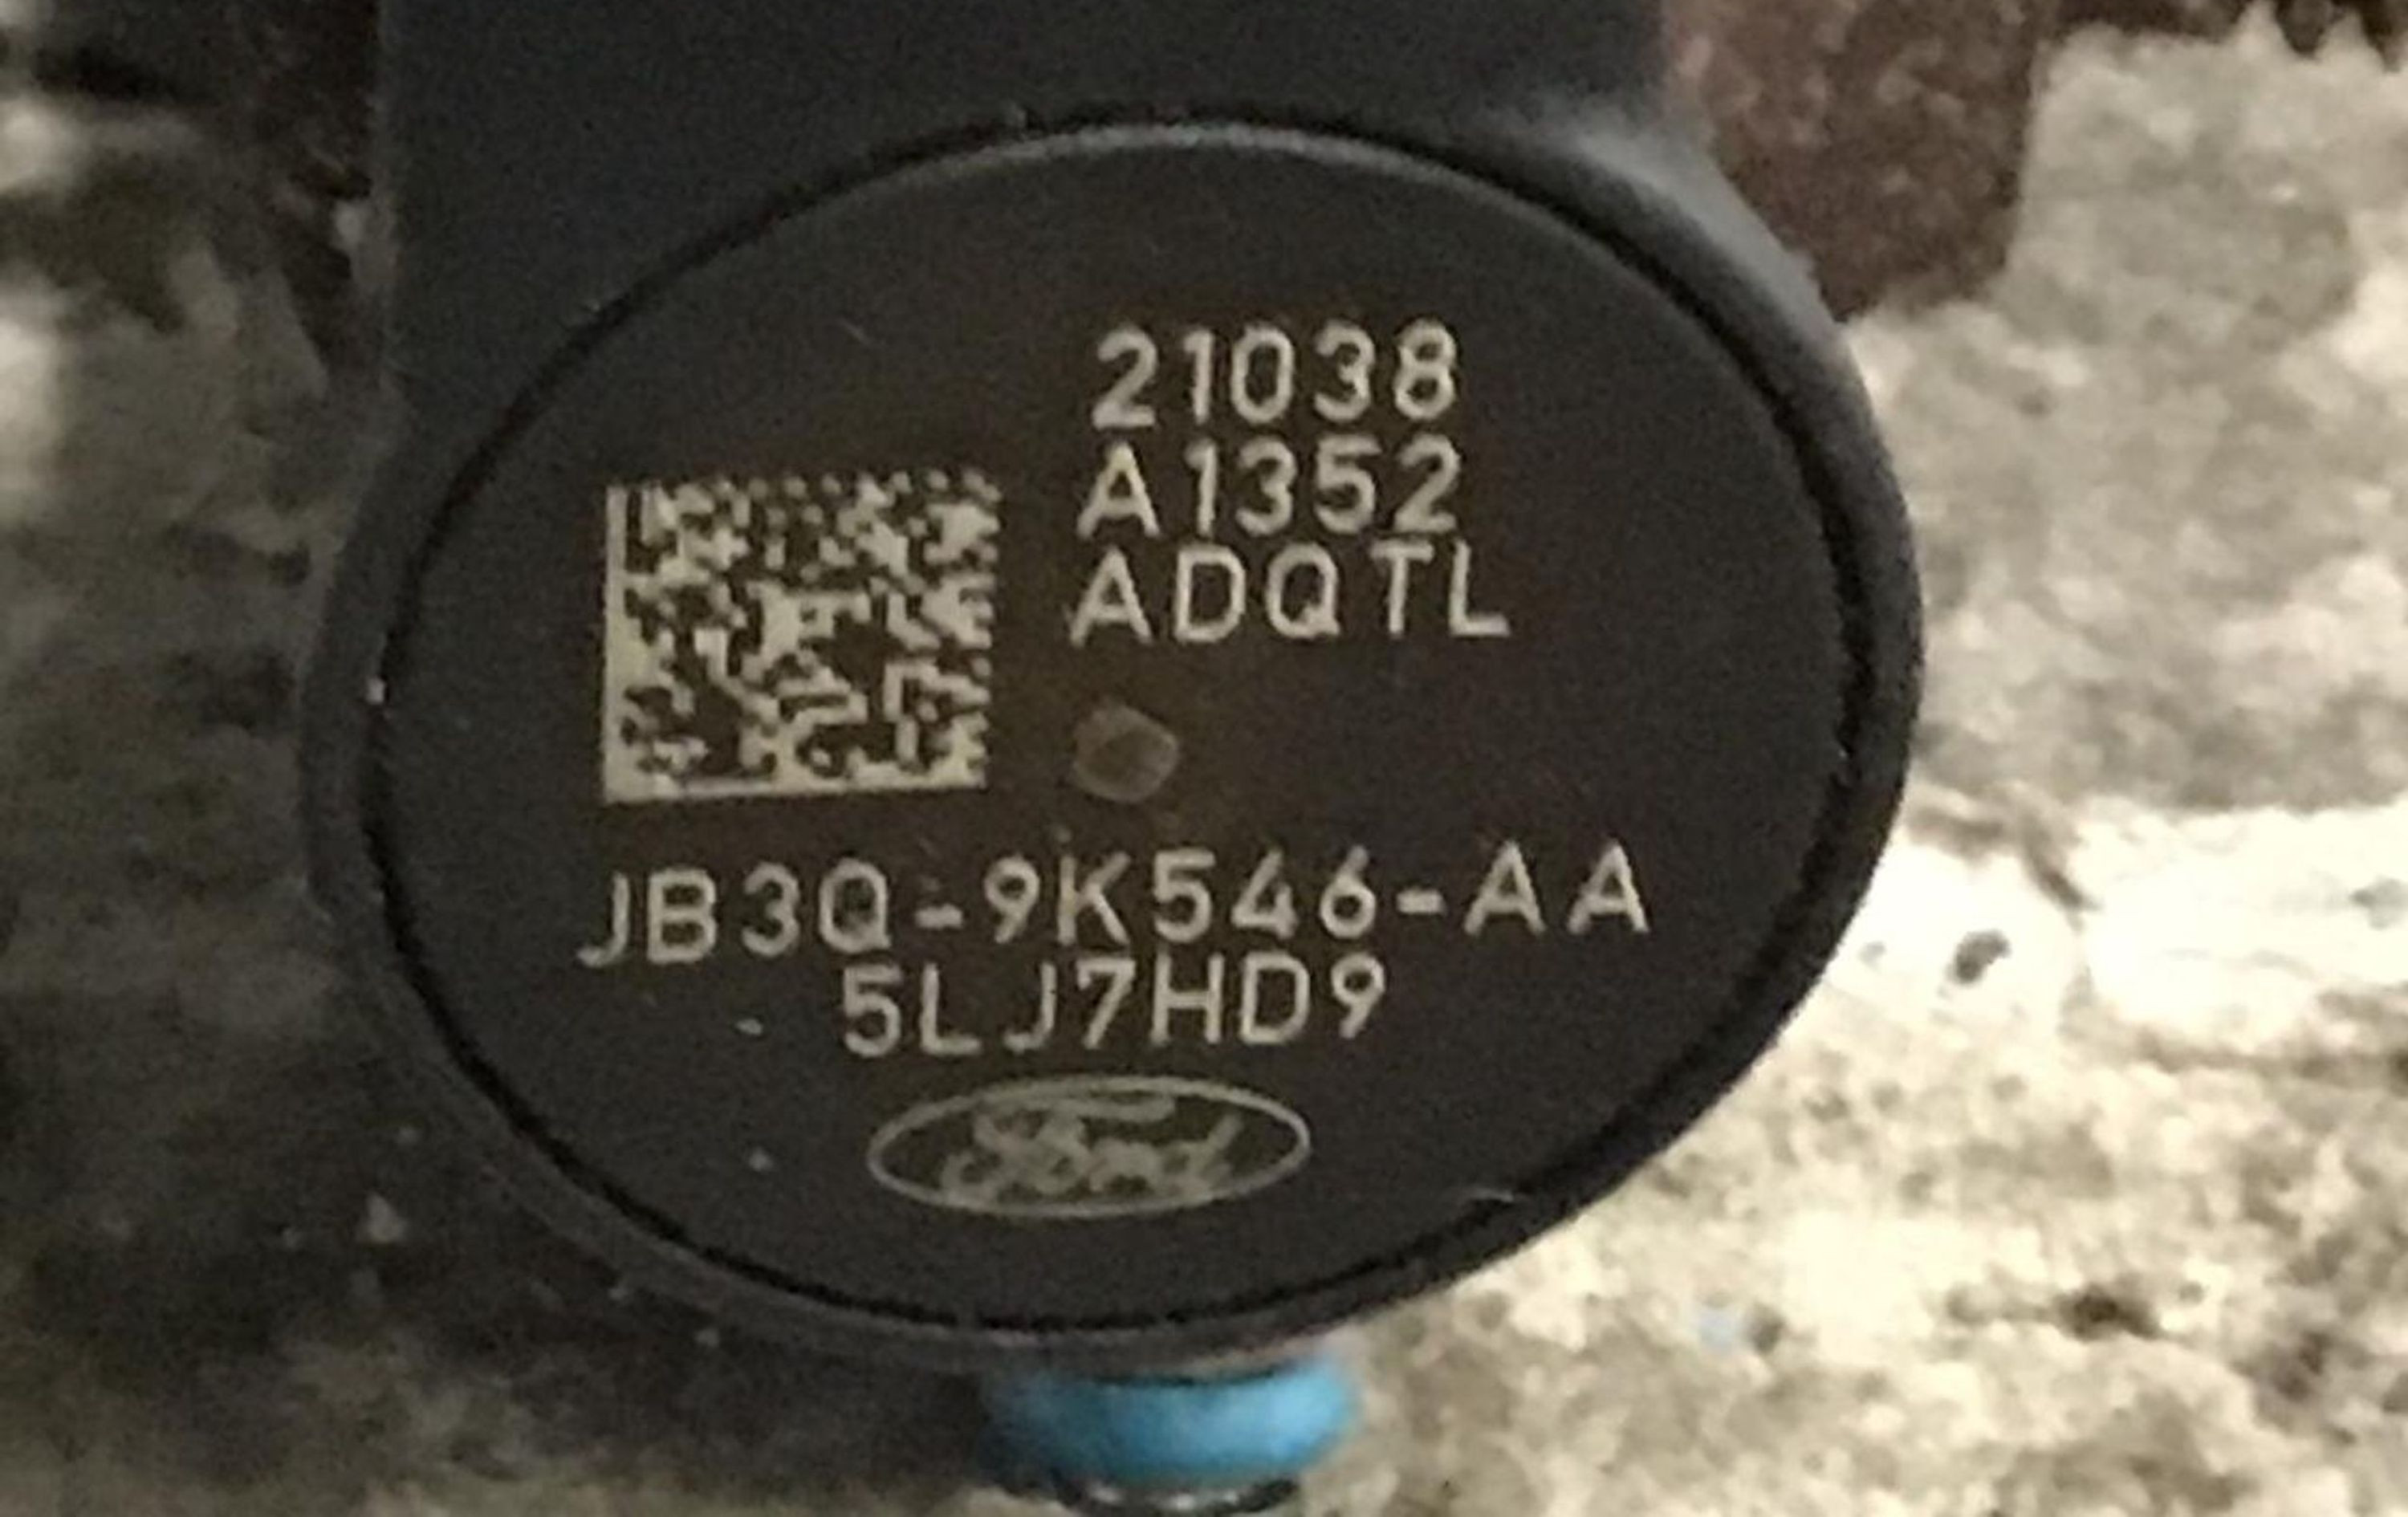 21038
A1352
ADQTL
JB3Q-9K546-AA
5LJ7HD9
Ford